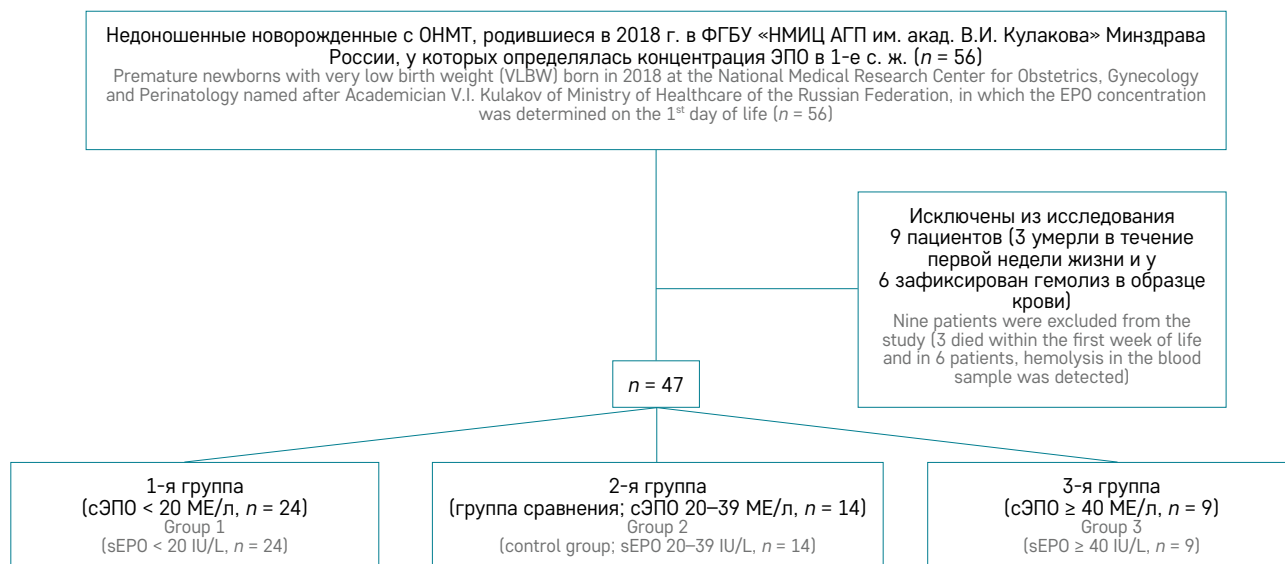 Недоношенные новорожденные с ОНМТ, родившиеся в 2018 г. в ФГБУ «НМИЦ АГП им. акад. В.И. Кулакова» Минздрава
России, у которых определялась концентрация ЭПО в 1-е с. ж. (n = 56)
Premature newborns with very low birth weight (VLBW) born in 2018 at the National Medical Research Center for Obstetrics, Gynecology
and Perinatology named after Academician V.I. Kulakov of Ministry of Healthcare of the Russian Federation, in which the EPO concentration
was determined on the 1st day of life (n = 56)
Исключены из исследования
9 пациентов (3 умерли в течение
первой недели жизни и у
6 зафиксирован гемолиз в образце
крови)
Nine patients were excluded from the
study (3 died within the first week of life
and in 6 patients, hemolysis in the blood
sample was detected)
n = 47
1-я группа
(сЭПО < 20 МЕ/л, n = 24)
Group 1
(sEPO < 20 IU/L, n = 24)
2-я группа
(группа сравнения; сЭПО 20–39 МЕ/л, n = 14)
Group 2
(control group; sEPO 20–39 IU/L, n = 14)
3-я группа
(сЭПО ≥ 40 МЕ/л, n = 9)
Group 3
(sEPO ≥ 40 IU/L, n = 9)